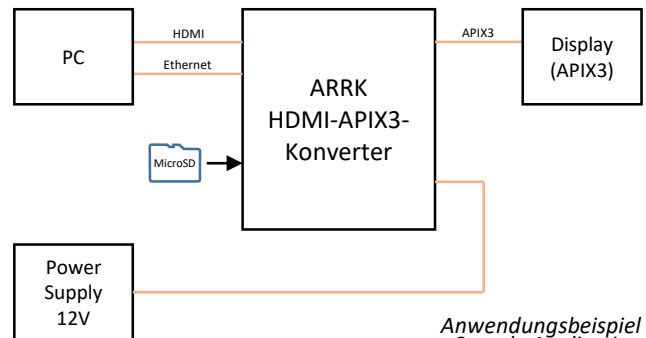 PC
HDMI
Ethernet
ARRK
HDMI-APIX3-
Konverter
APIX3
Display
(APIX3)
MicroSD
Power
Supply
12V
Anwendungsbeispiel